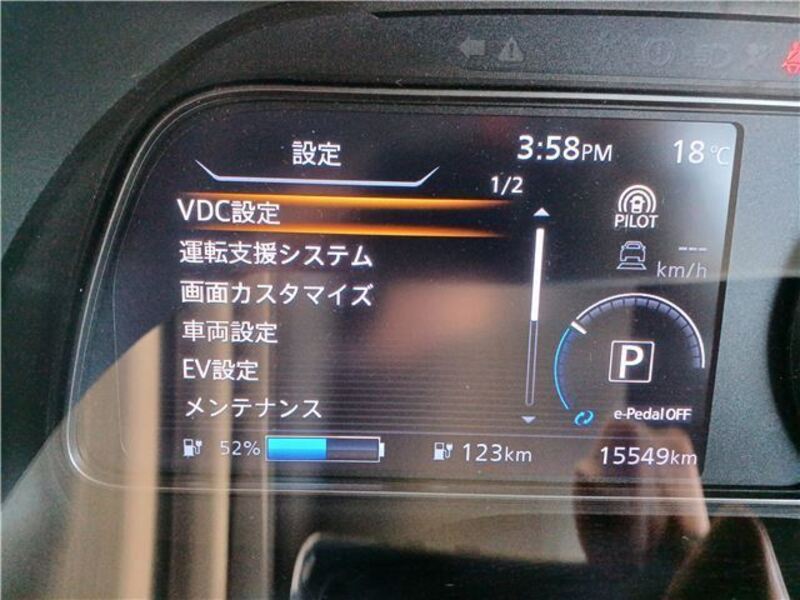 設定
3:58PM
18℃
1/2
VDC設定
PILOT
運転支援システム
---
km/h
画面カスタマイズ
車両設定
P
EV設定
メンテナンス
e-Pedal OFF
52%
123km
15549km